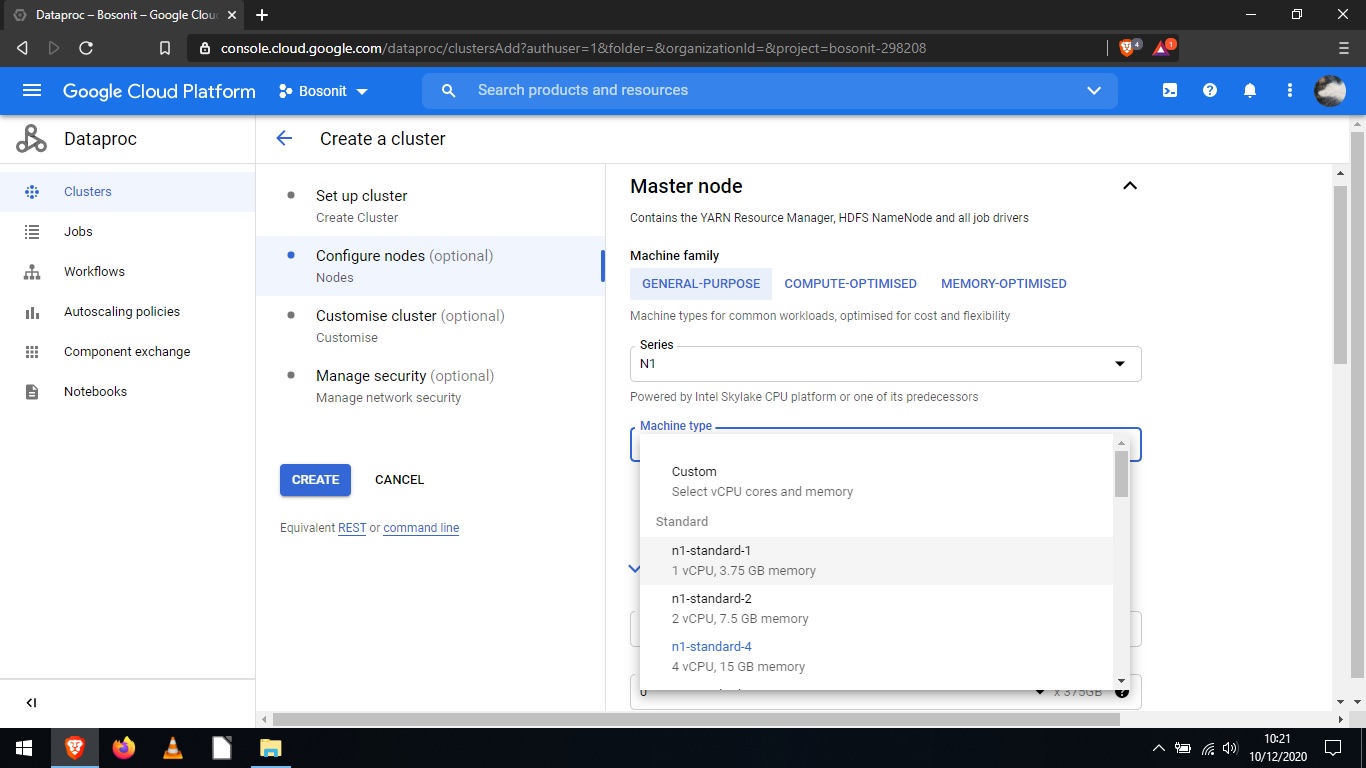 Dataproc – Bosonit – Google Clou
console.cloud.google.com/dataproc/clustersAdd?authuser=1&folder=&organizationId=&project=bosonit-298208
4
1
Google Cloud Platform
Bosonit
Search products and resources
Dataproc
Create a cluster
Clusters
Jobs
Workflows
Autoscaling policies
Component exchange
Notebooks
Set up cluster
Create Cluster
Configure nodes (optional)
Nodes
Customise cluster (optional)
Customise
Manage security (optional)
Manage network security
CREATE
CANCEL
Equivalent REST or command line
Master node
Contains the YARN Resource Manager, HDFS NameNode and all job drivers
Machine family
GENERAL-PURPOSE
COMPUTE-OPTIMISED
MEMORY-OPTIMISED
Machine types for common workloads, optimised for cost and flexibility
Series
N1
Powered by Intel Skylake CPU platform or one of its predecessors
Machine type
Custom
Select vCPU cores and memory
Standard
n1-standard-1
1 vCPU, 3.75 GB memory
n1-standard-2
2 vCPU, 7.5 GB memory
n1-standard-4
4 vCPU, 15 GB memory
0
x 375GB
10:21
10/12/2020